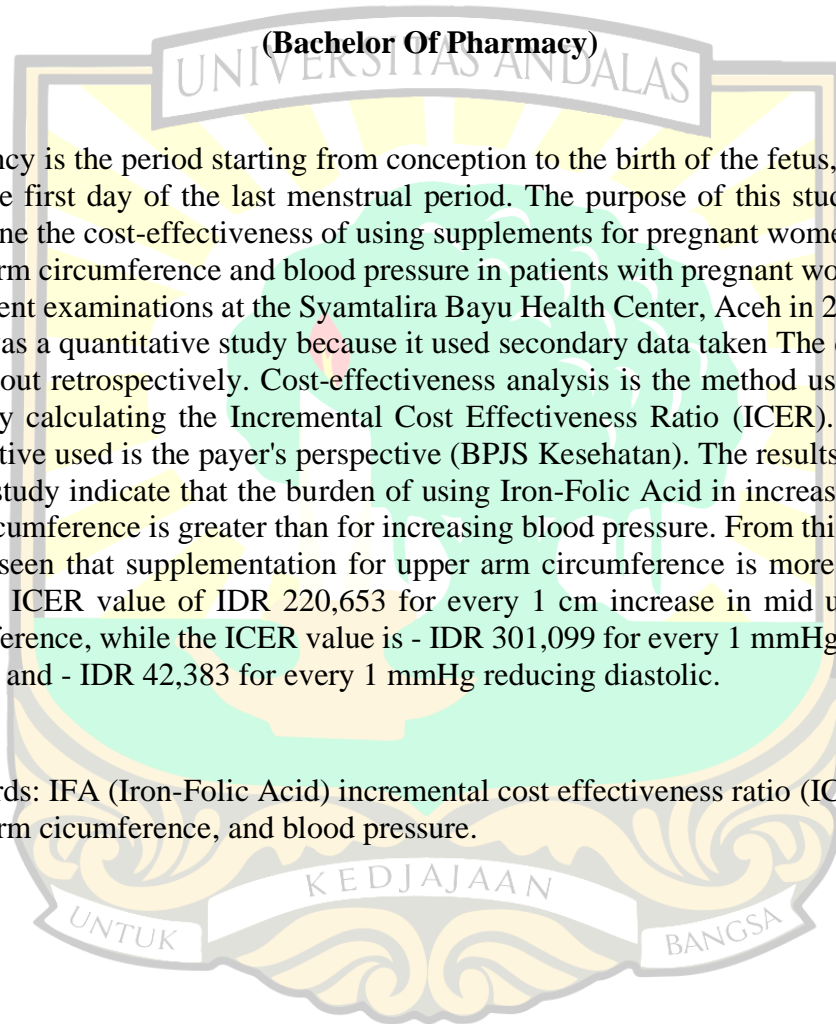 (Bachelor Of Pharmacy)
UNIVERSITAS ANDALAS
ncy is the period starting from conception to the birth of the fetus,
e first day of the last menstrual period. The purpose of this stud
ne the cost-effectiveness of using supplements for pregnant wome
rm circumference and blood pressure in patients with pregnant wo
ent examinations at the Syamtalira Bayu Health Center, Aceh in 2
as a quantitative study because it used secondary data taken The
out retrospectively. Cost-effectiveness analysis is the method us
y calculating the Incremental Cost Effectiveness Ratio (ICER).
tive used is the payer's perspective (BPJS Kesehatan). The results
study indicate that the burden of using Iron-Folic Acid in increas
cumference is greater than for increasing blood pressure. From thi
seen that supplementation for upper arm circumference is more
ICER value of IDR 220,653 for every 1 cm increase in mid u
ference, while the ICER value is - IDR 301,099 for every 1 mmHg
and - IDR 42,383 for every 1 mmHg reducing diastolic.
rds: IFA (Iron-Folic Acid) incremental cost effectiveness ratio (IC
rm cicumference, and blood pressure.
KEDJAJAAN
UNTUK
BANGSA